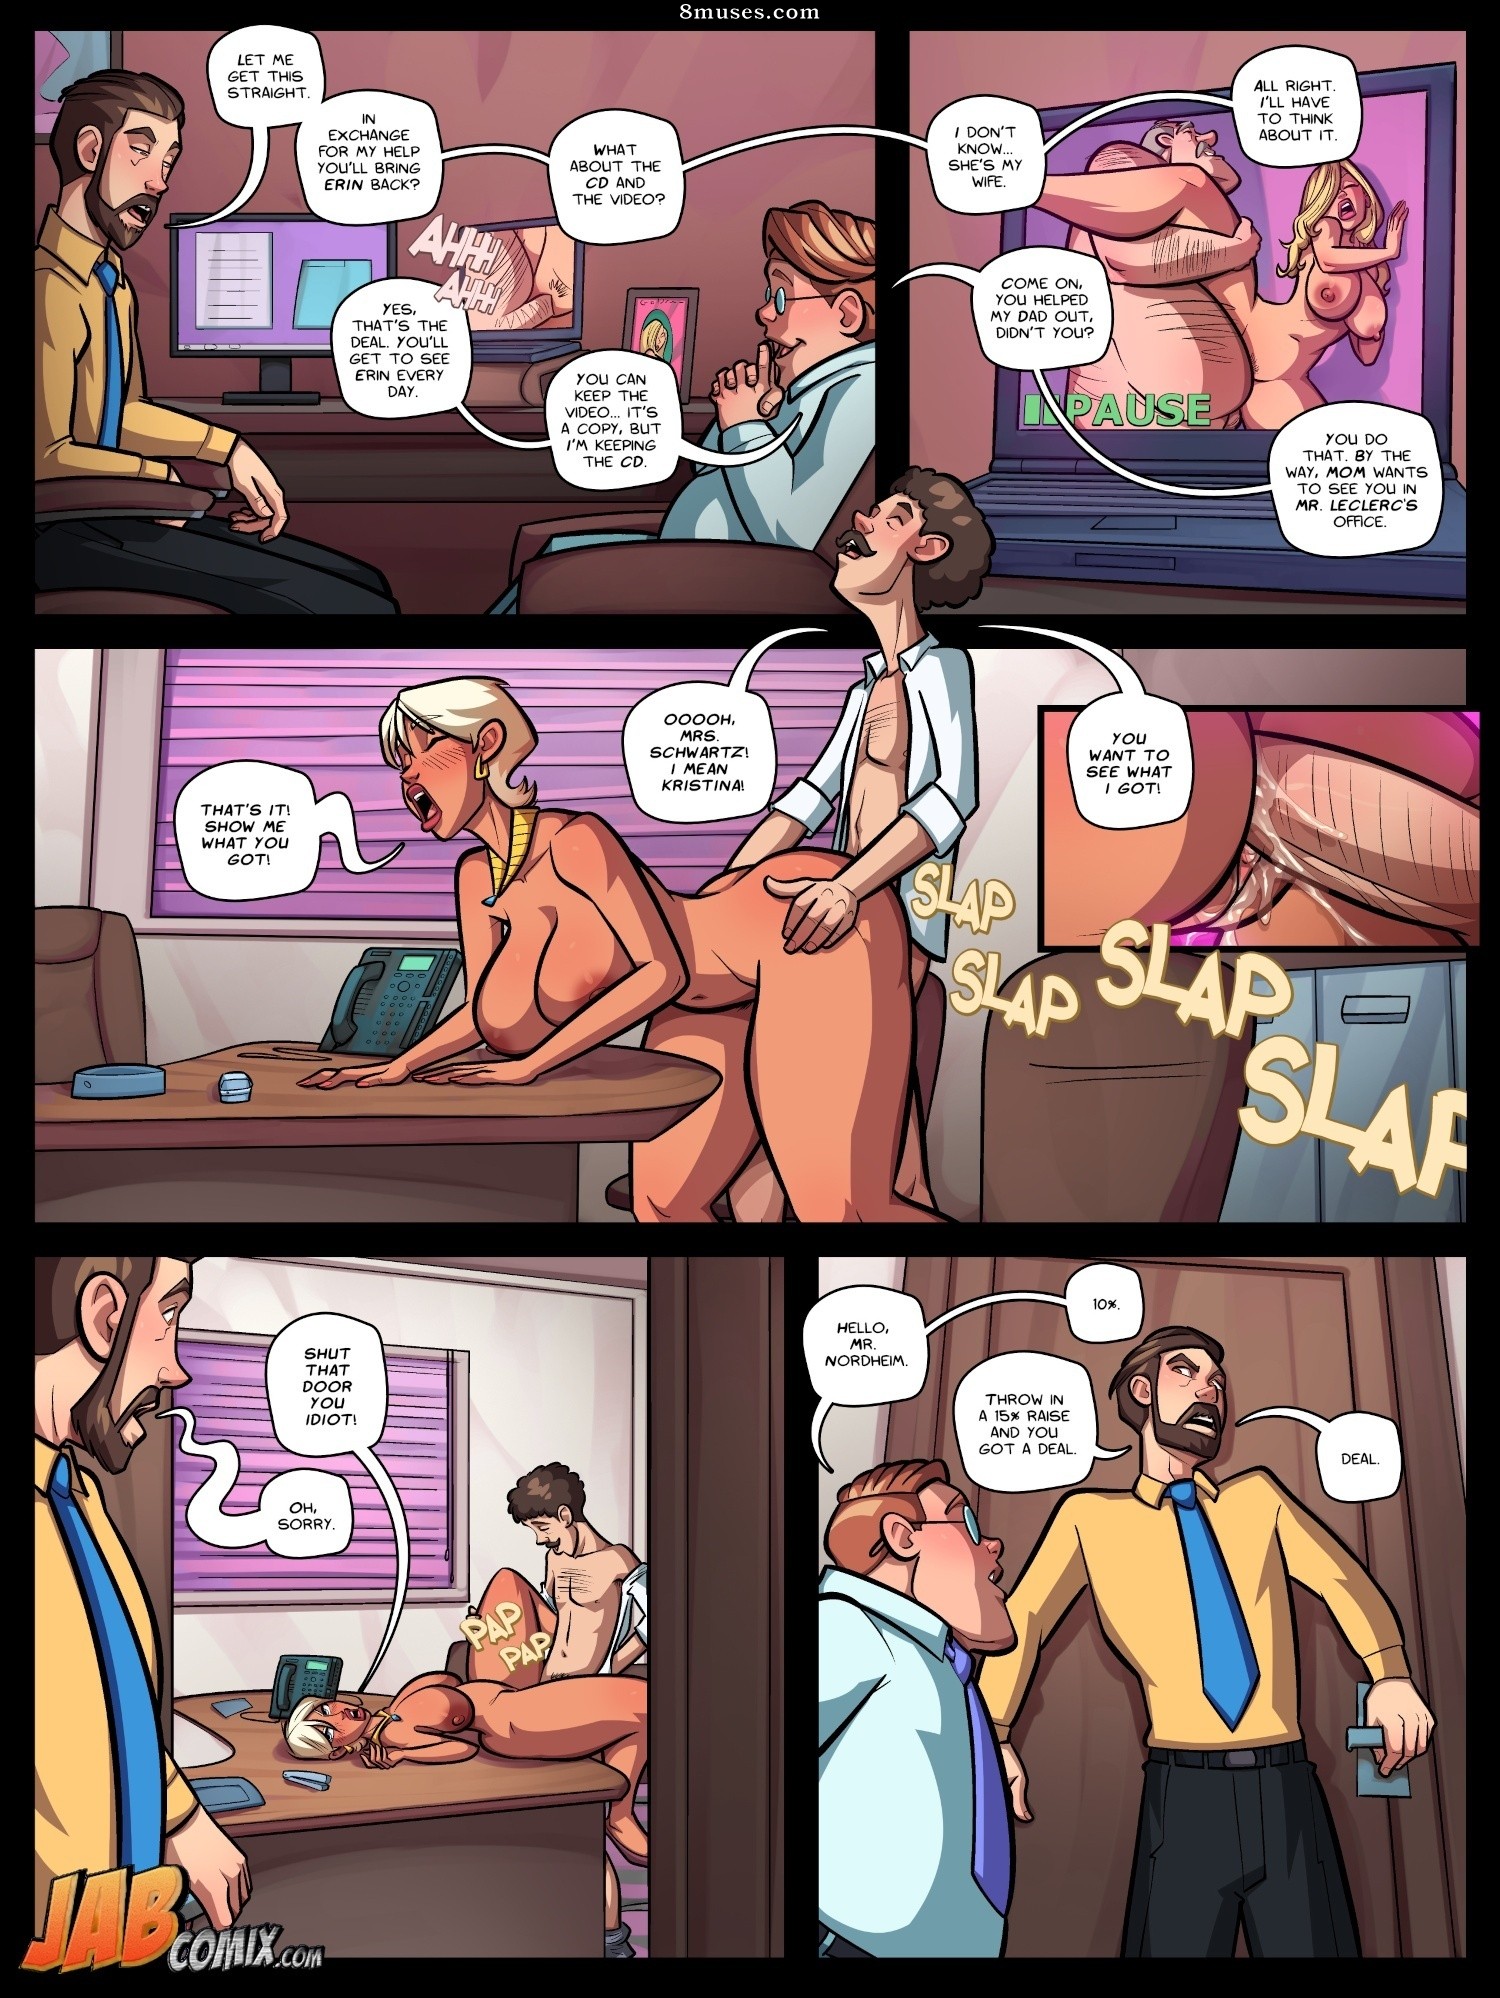 8muses.com
LET ME
GET THIS
STRAIGHT.
IN
EXCHANGE
FOR MY HELP
YOU'LL BRING
ERIN BACK?
YES,
THAT'S THE
DEAL. YOU'LL
GET TO SEE
ERIN EVERY
DAY.
WHAT
ABOUT THE
CD AND
THE VIDEO?
YOU CAN
KEEP THE
VIDEO... IT'S
A COPY, BUT
I'M KEEPING
THE CD.
AHHH
AHH
I DON'T
KNOW...
SHE'S MY
WIFE.
COME ON,
YOU HELPED
MY DAD OUT,
DIDN'T YOU?
ALL RIGHT.
I'LL HAVE
TO THINK
ABOUT IT.
YOU DO
THAT. BY THE
WAY, MOM WANTS
TO SEE YOU IN
MR. LECLERC'S
OFFICE.
PAUSE
THAT'S IT!
SHOW ME
WHAT YOU
GOT!
OOOOH,
MRS.
SCHWARTZ!
I MEAN
KRISTINA!
YOU
WANT TO
SEE WHAT
I GOT!
SLAP
SLAP
SLAP
SLAP
SHUT
THAT
DOOR
YOU
IDIOT!
OH,
SORRY.
PAP
PAP
HELLO,
MR.
NORDHEIM.
10%.
THROW IN
A 15% RAISE
AND YOU
GOT A DEAL.
DEAL.
JAB
COMIX.COM